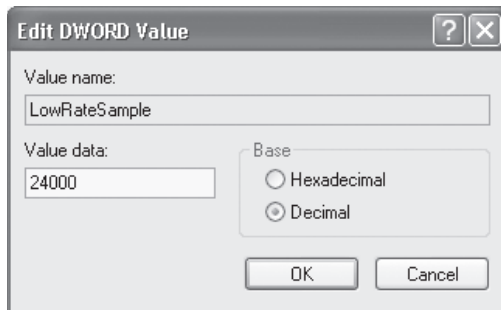 Edit DWORD Value
Value name:
LowRateSample
Value data:
24000
Base
Hexadecimal
Decimal
OK
Cancel